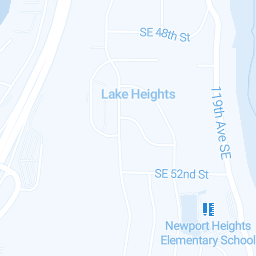 SE 48th St
Lake Heights
119th Ave SE
SE 52nd St
Newport Heights
Elementary School